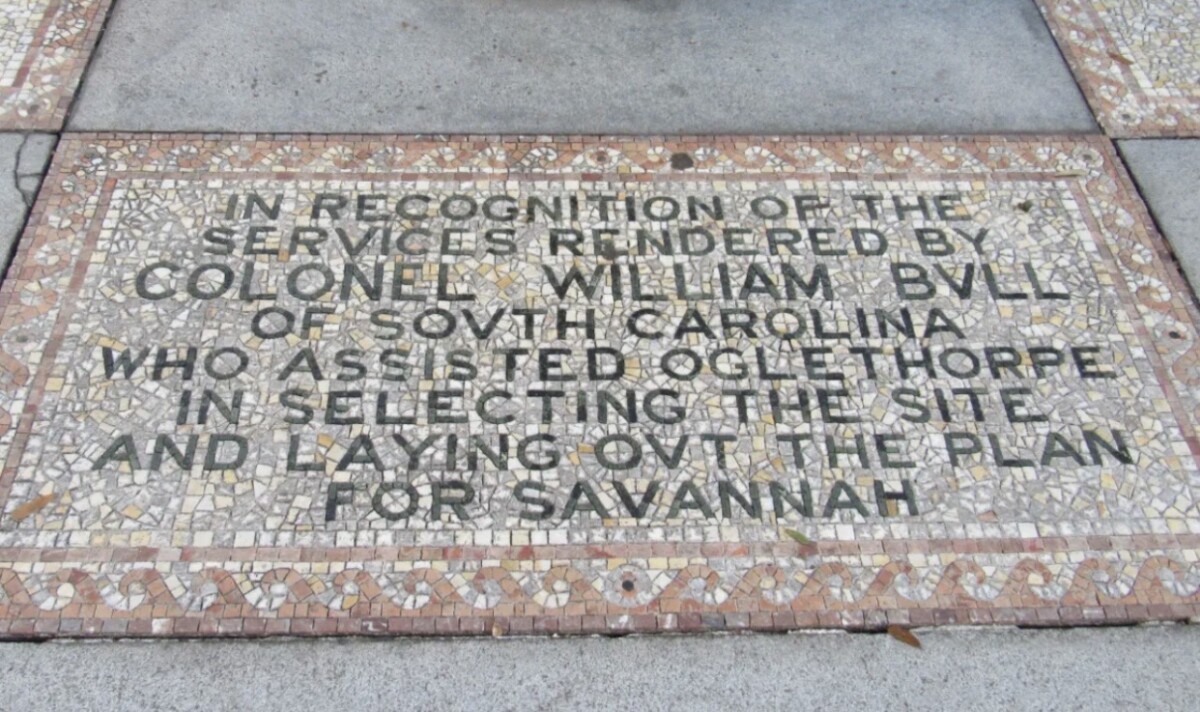 IN RECOGNITION OF THE
SERVICES RENDERED BY
COLONEL WILLIAM BVLL
OF SOVTH CAROLINA
WHO ASSISTED OGLETHORPE
IN SELECTING THE SITE
AND LAYING OVT THE PLAN
FOR SAVANNAH